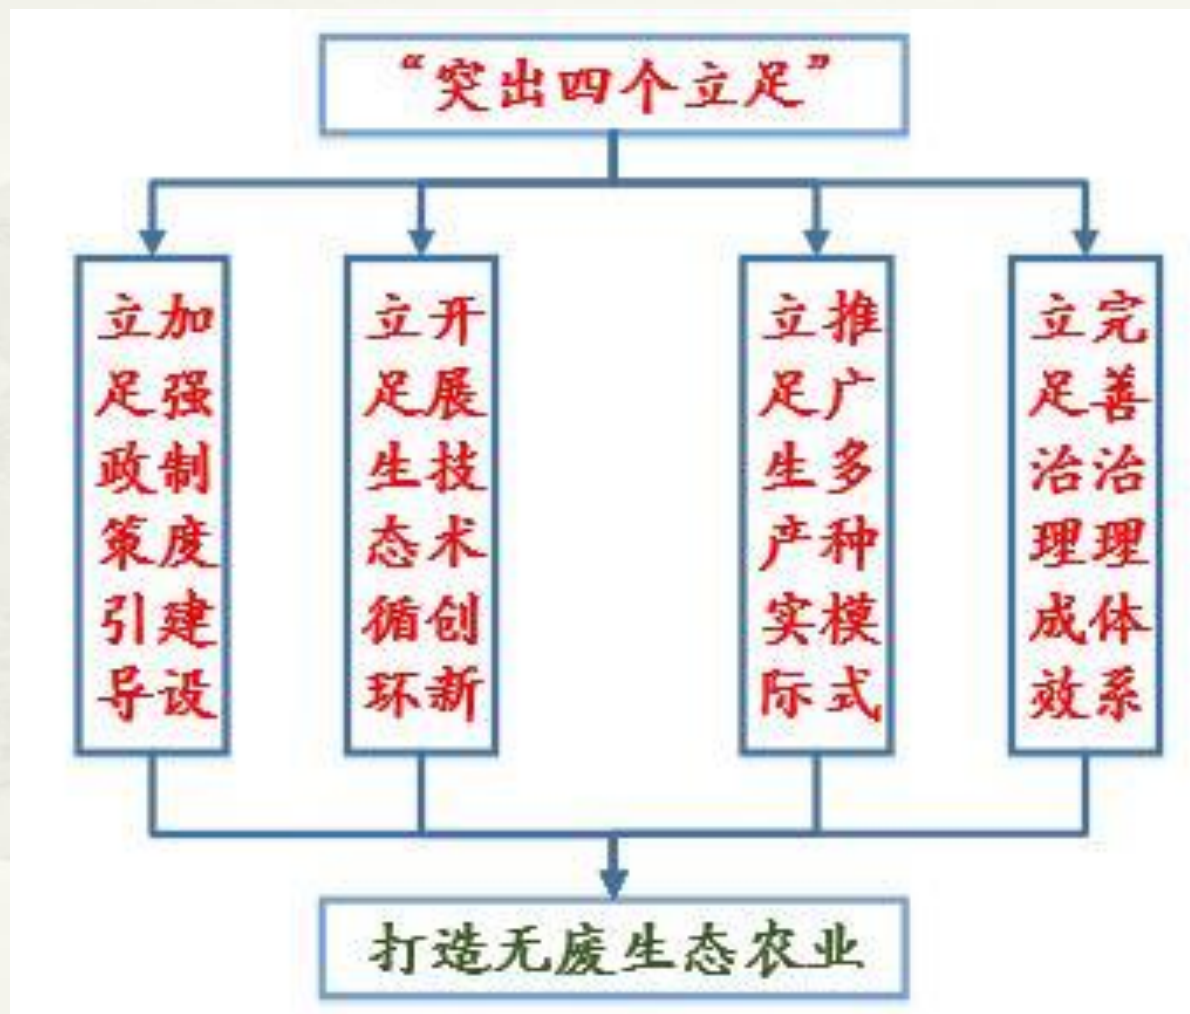 “突出四个立足”
立足政策引导
加强制度建设
立足生态循环
开展技术创新
立足生产实际
推广多种模式
立足治理成效
完善治理体系
打造无废生态农业